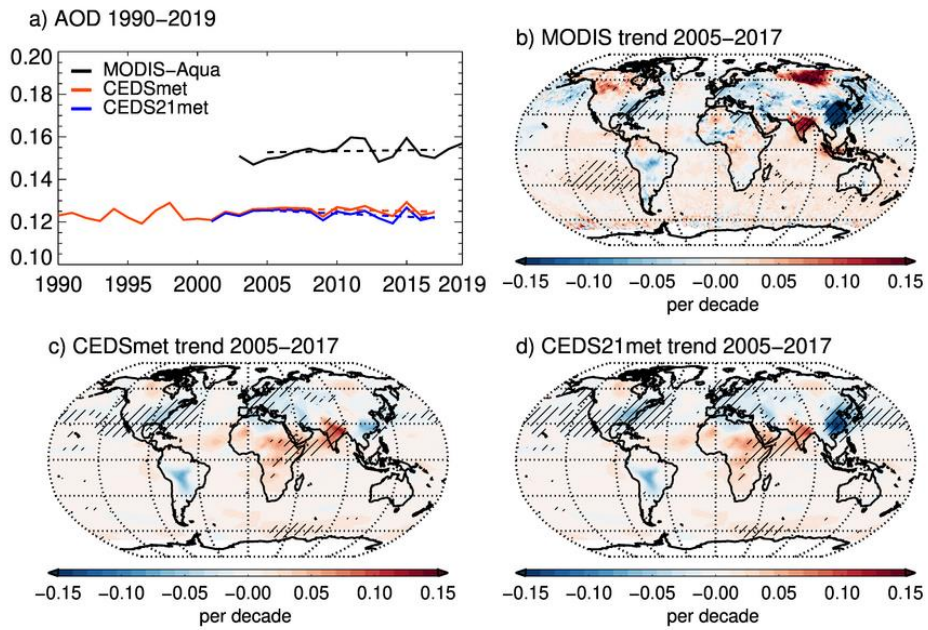 a) AOD 1990−2019
0.20
0.18
0.16
0.14
0.12
0.10
MODIS−Aqua
CEDSmet
CEDS21met
1990 1995 2000 2005 2010 2015 2019
b) MODIS trend 2005−2017
−0.15 −0.10 −0.05 0.00 0.05 0.10 0.15
per decade
c) CEDSmet trend 2005−2017
−0.15 −0.10 −0.05 0.00 0.05 0.10 0.15
per decade
d) CEDS21met trend 2005−2017
−0.15 −0.10 −0.05 0.00 0.05 0.10 0.15
per decade